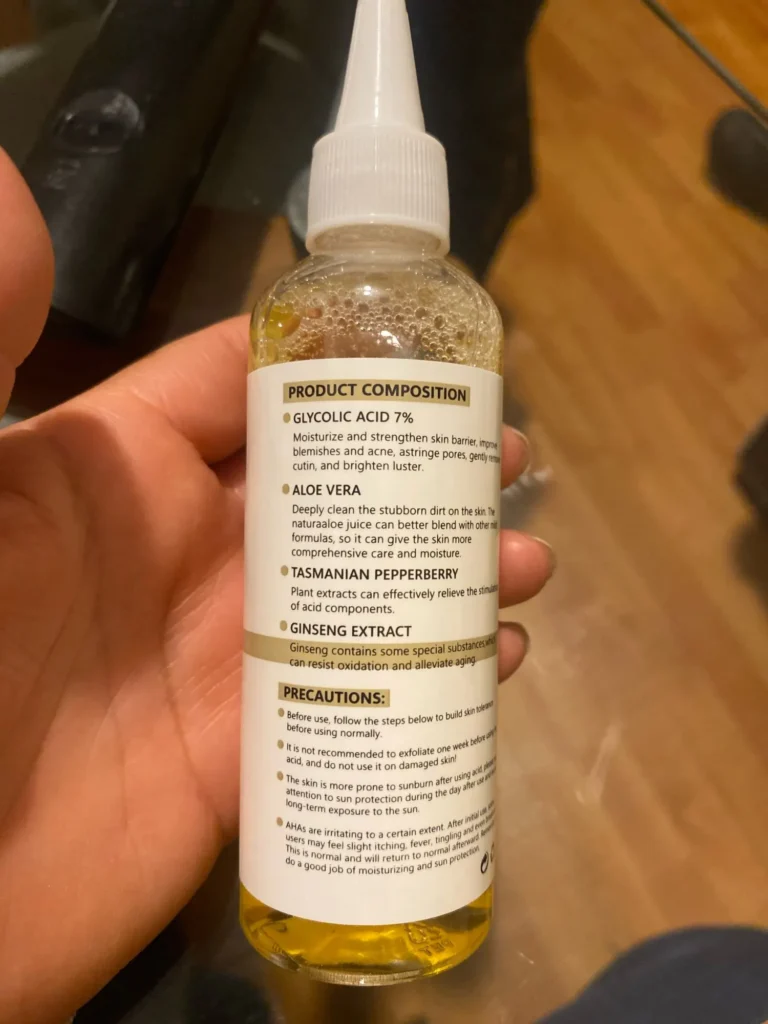 PRODUCT COMPOSITION
GLYCOLIC ACID 7%
Moisturize and strengthen skin barrier, improve
blemishes and acne, astringe pores, gently
cutin, and brighten luster.
ALOE VERA
Deeply clean the stubborn dirt on the skin. The
naturaaloe juice can better blend with other
formulas, so it can give the skin more
comprehensive care and moisture.
TASMANIAN PEPPERBERRY
Plant extracts can effectively relieve the
of acid components.
GINSENG EXTRACT
Ginseng contains some special substances
can resist oxidation and alleviate aging.
PRECAUTIONS:
Before use, follow the steps below to build skin tolerance
before using normally.
It is not recommended to exfoliate one week before using
acid, and do not use it on damaged skin!
The skin is more prone to sunburn after using acid,
attention to sun protection during the day after use and
long-term exposure to the sun.
AHAs are irritating to a certain extent. After initial use,
users may feel slight itching, fever, tingling and even
This is normal and will return to normal afterward.
do a good job of moisturizing and sun protection.